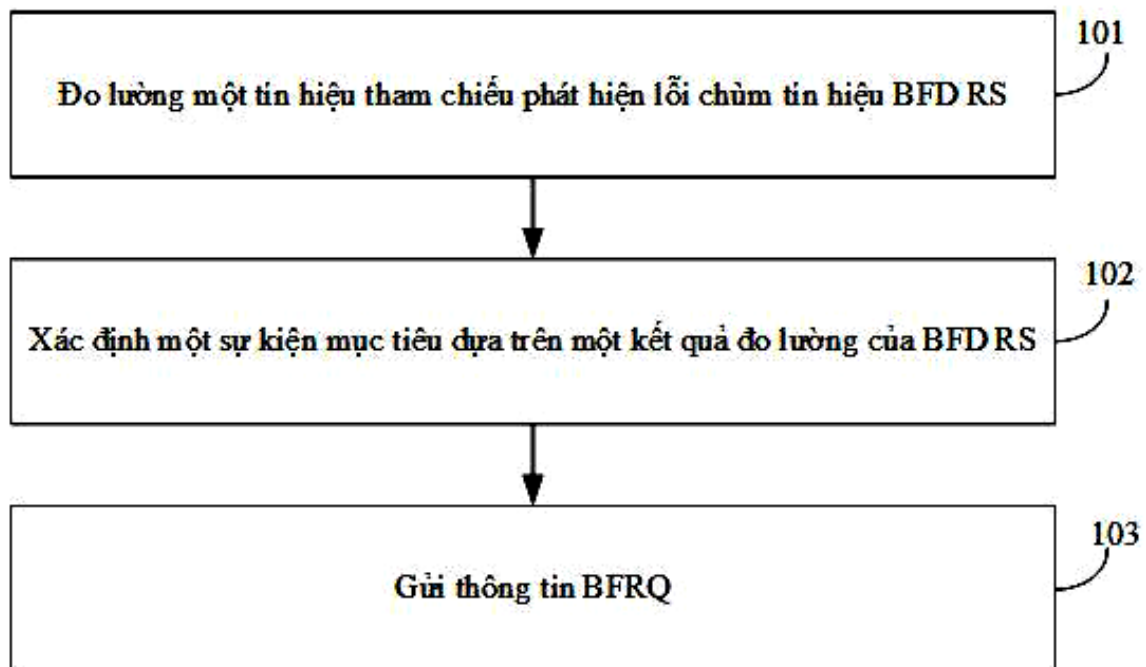 101
Đo lường một tín hiệu tham chiếu phát hiện lỗi chùm tín hiệu BFD RS
102
Xác định một sự kiện mục tiêu dựa trên một kết quả đo lường của BFD RS
103
Gửi thông tin BFRQ